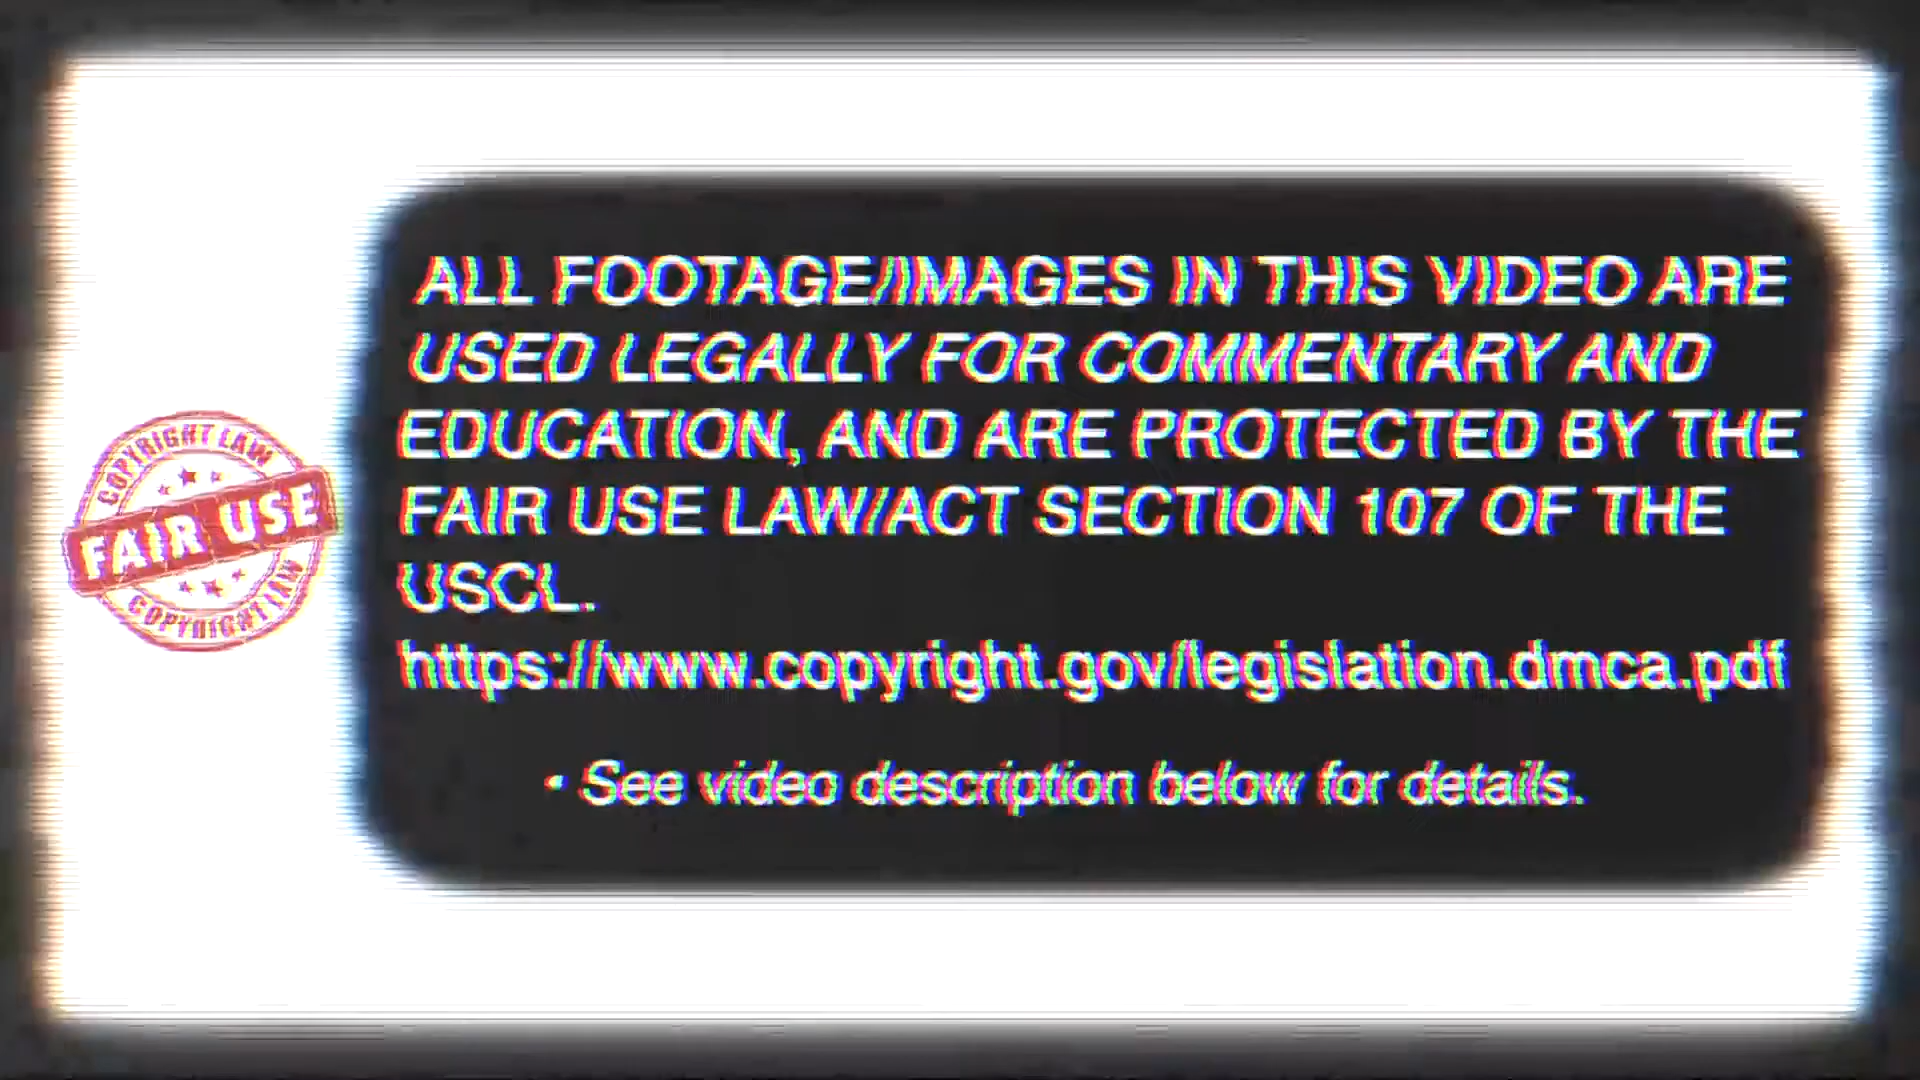 COPYRIGHT LAW
FAIR USE
COPYRIGHT LAW
ALL FOOTAGE/IMAGES IN THIS VIDEO ARE
USED LEGALLY FOR COMMENTARY AND
EDUCATION, AND ARE PROTECTED BY THE
FAIR USE LAW/ACT SECTION 107 OF THE
USCL.
https://www.copyright.gov/legislation.dmca.pdf
• See video description below for details.